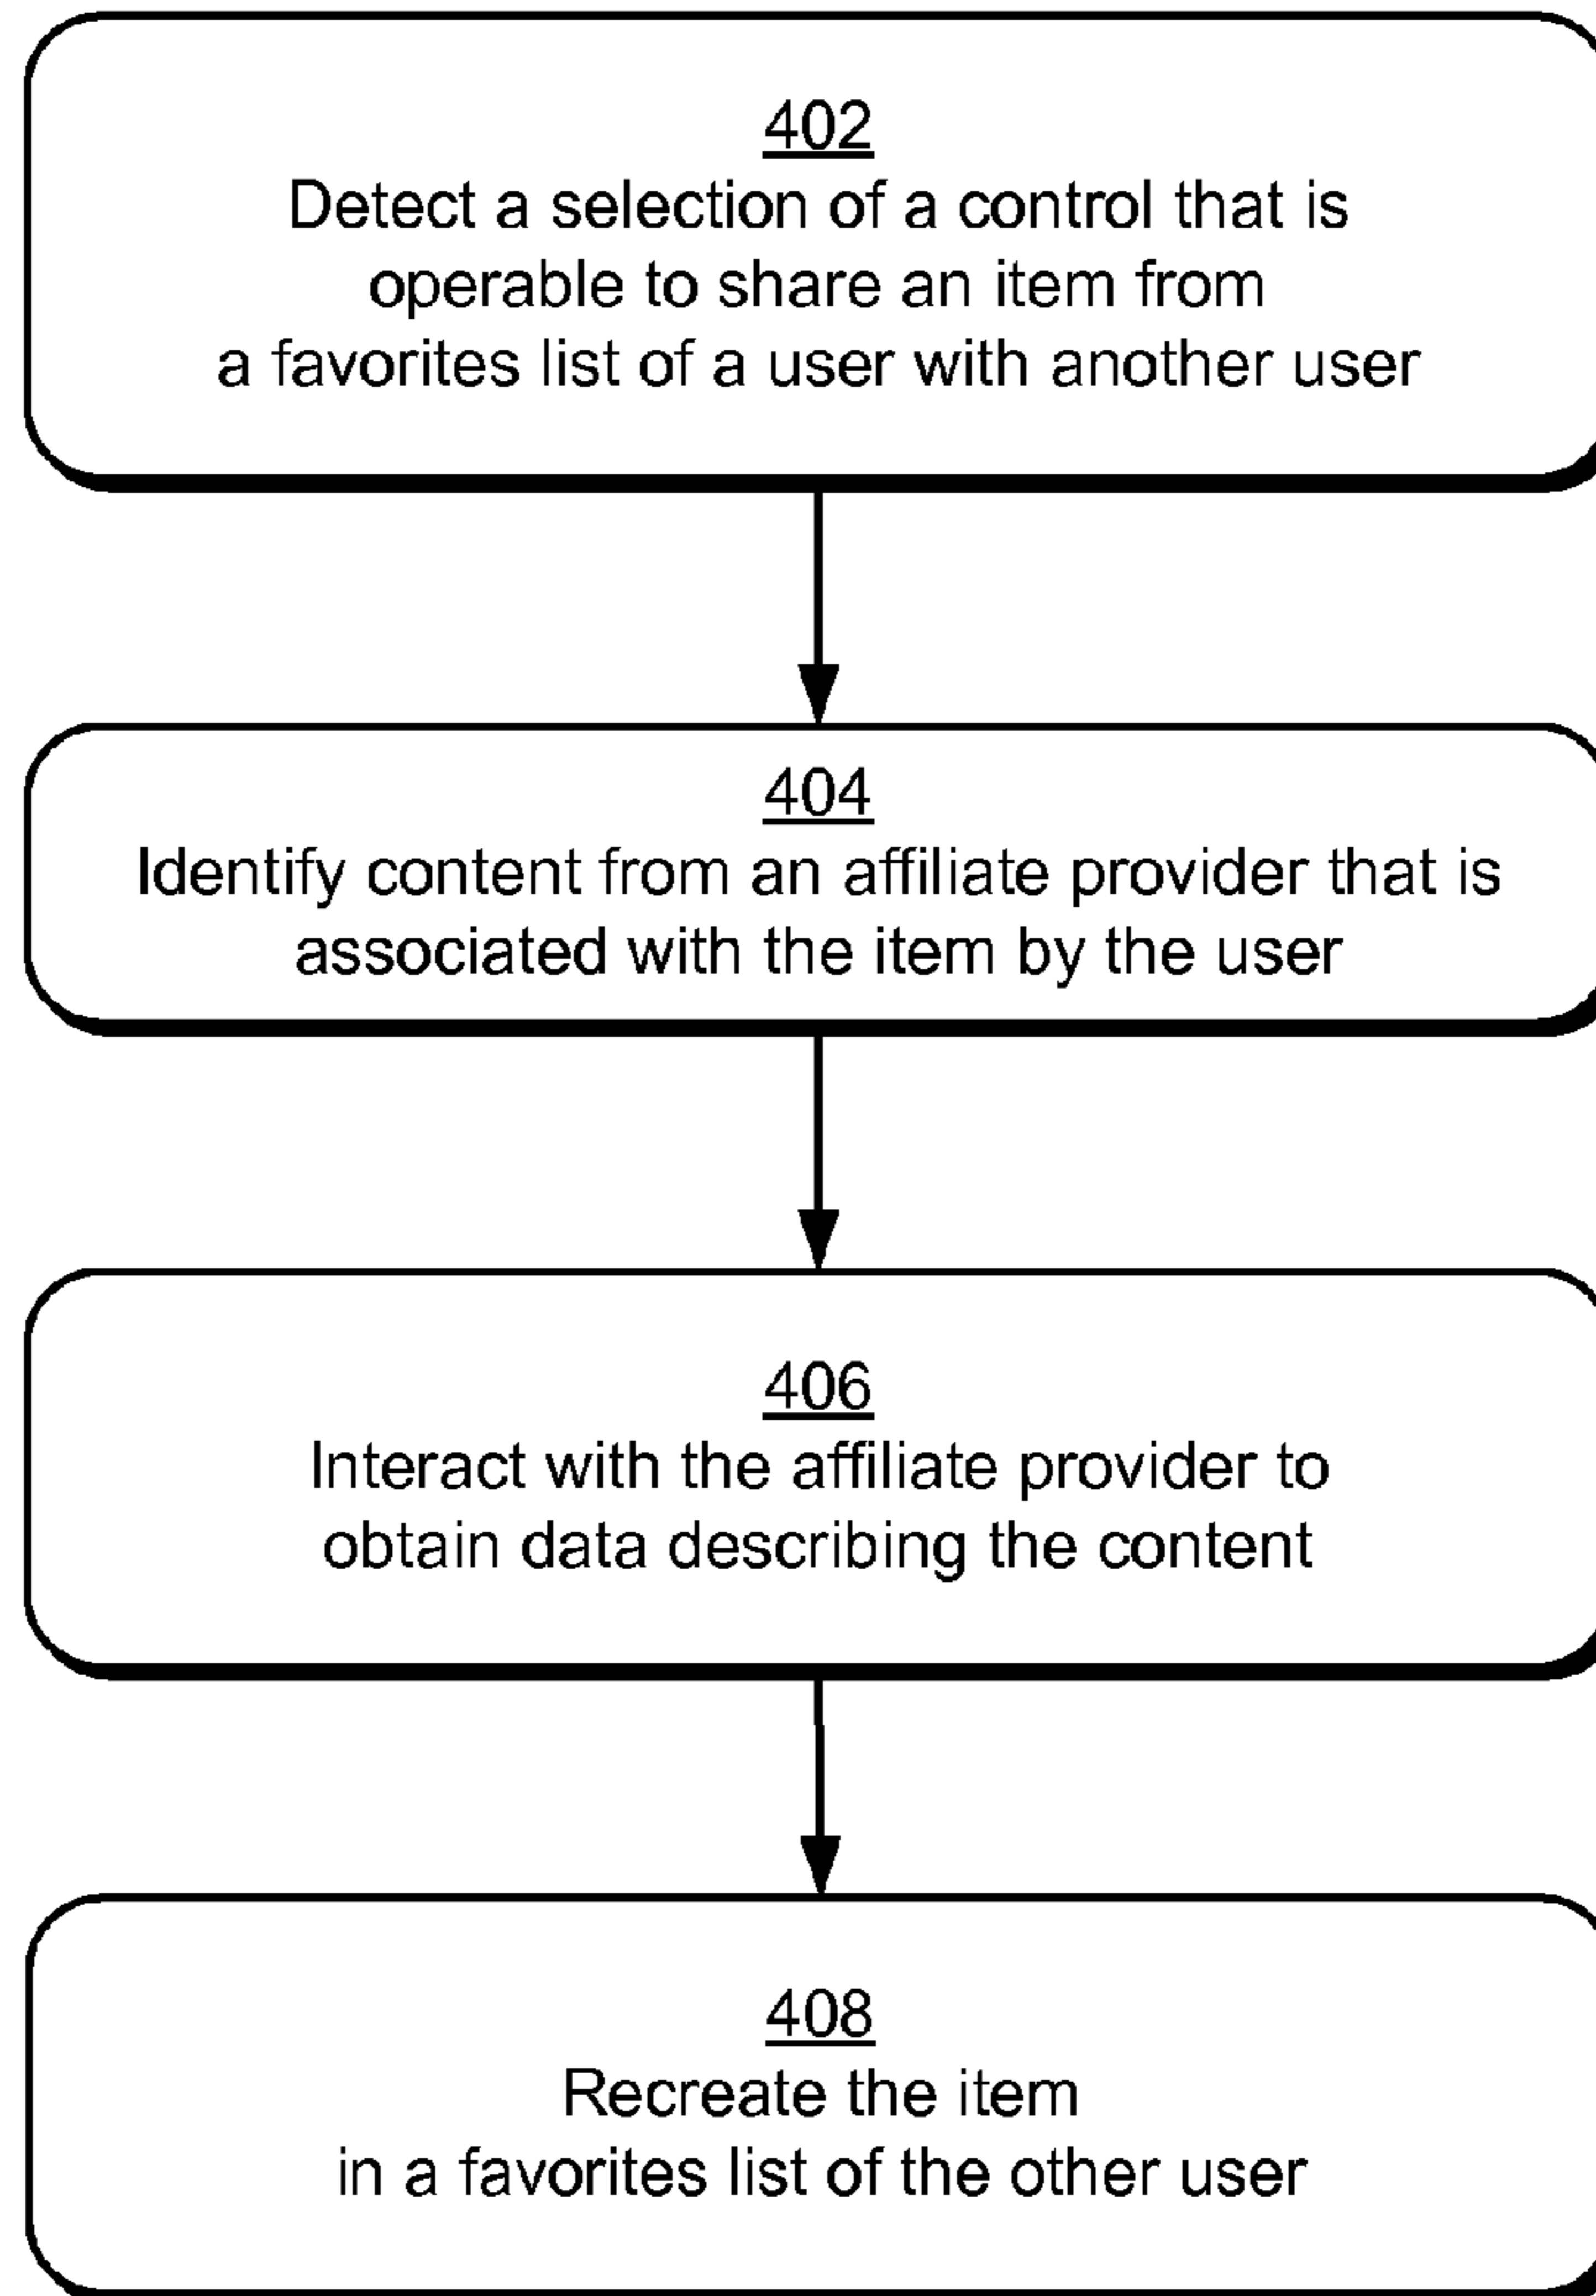 402
Detect a selection of a control that is
operable to share an item from
a favorites list of a user with another user
404
Identify content from an affiliate provider that is
associated with the item by the user
406
Interact with the affiliate provider to
obtain data describing the content
408
Recreate the item
in a favorites list of the other user